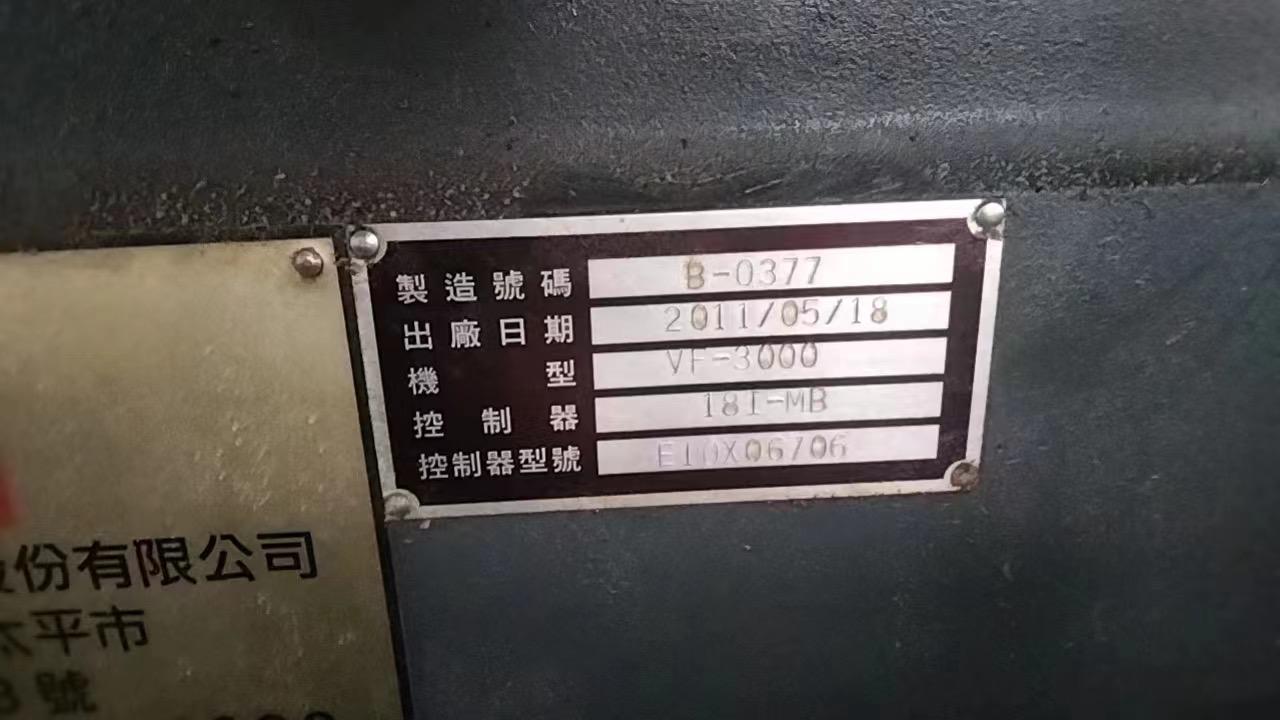 製造號碼 B-0377
出廠日期 2011/05/18
機型 VF-3000
控制器 18I-MB
控制器型號 E10X06706
份有限公司
太平市
號